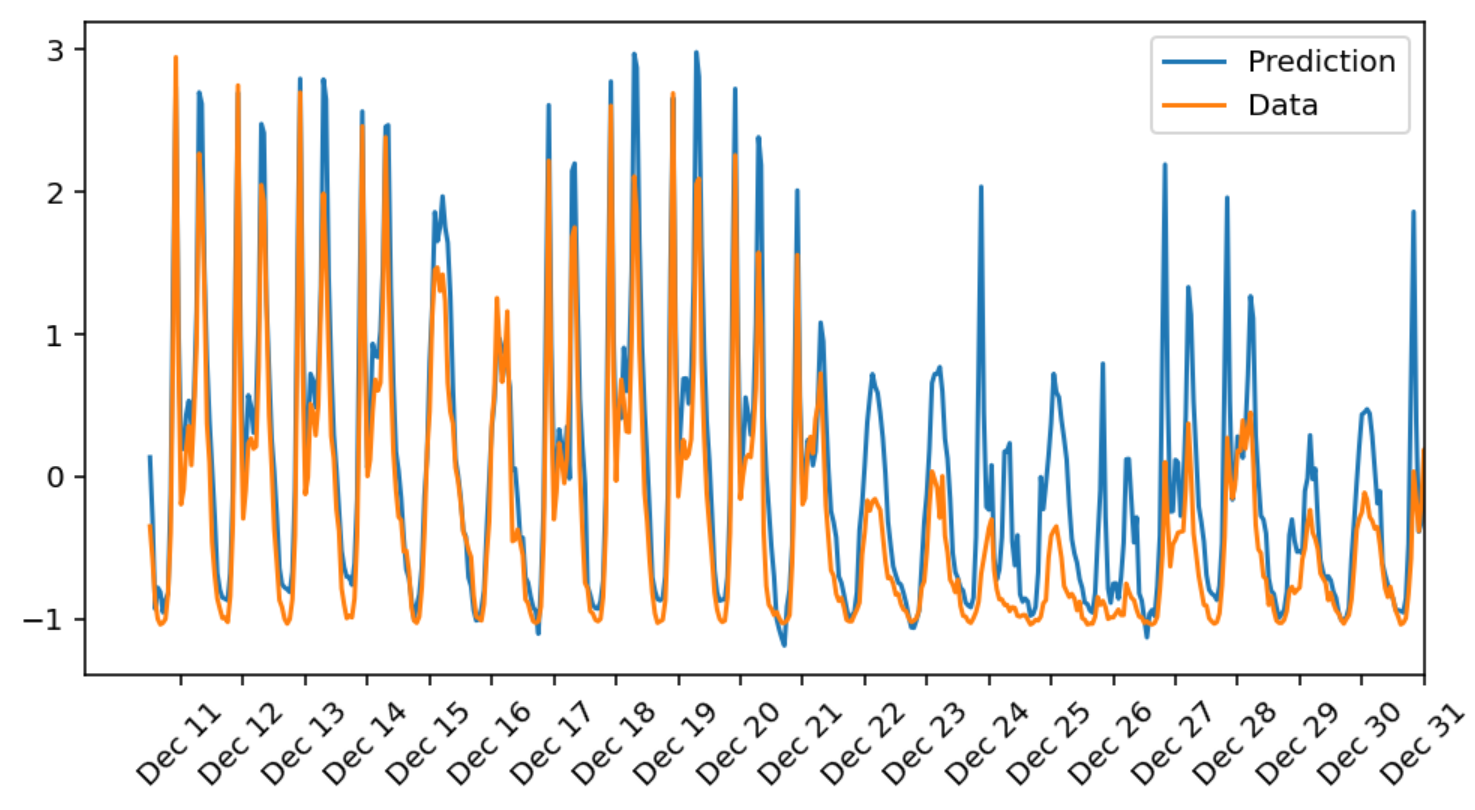 3
2
1
0
−1
Prediction
Data
Dec 11
Dec 12
Dec 13
Dec 14
Dec 15
Dec 16
Dec 17
Dec 18
Dec 19
Dec 20
Dec 21
Dec 22
Dec 23
Dec 24
Dec 25
Dec 26
Dec 27
Dec 28
Dec 29
Dec 30
Dec 31